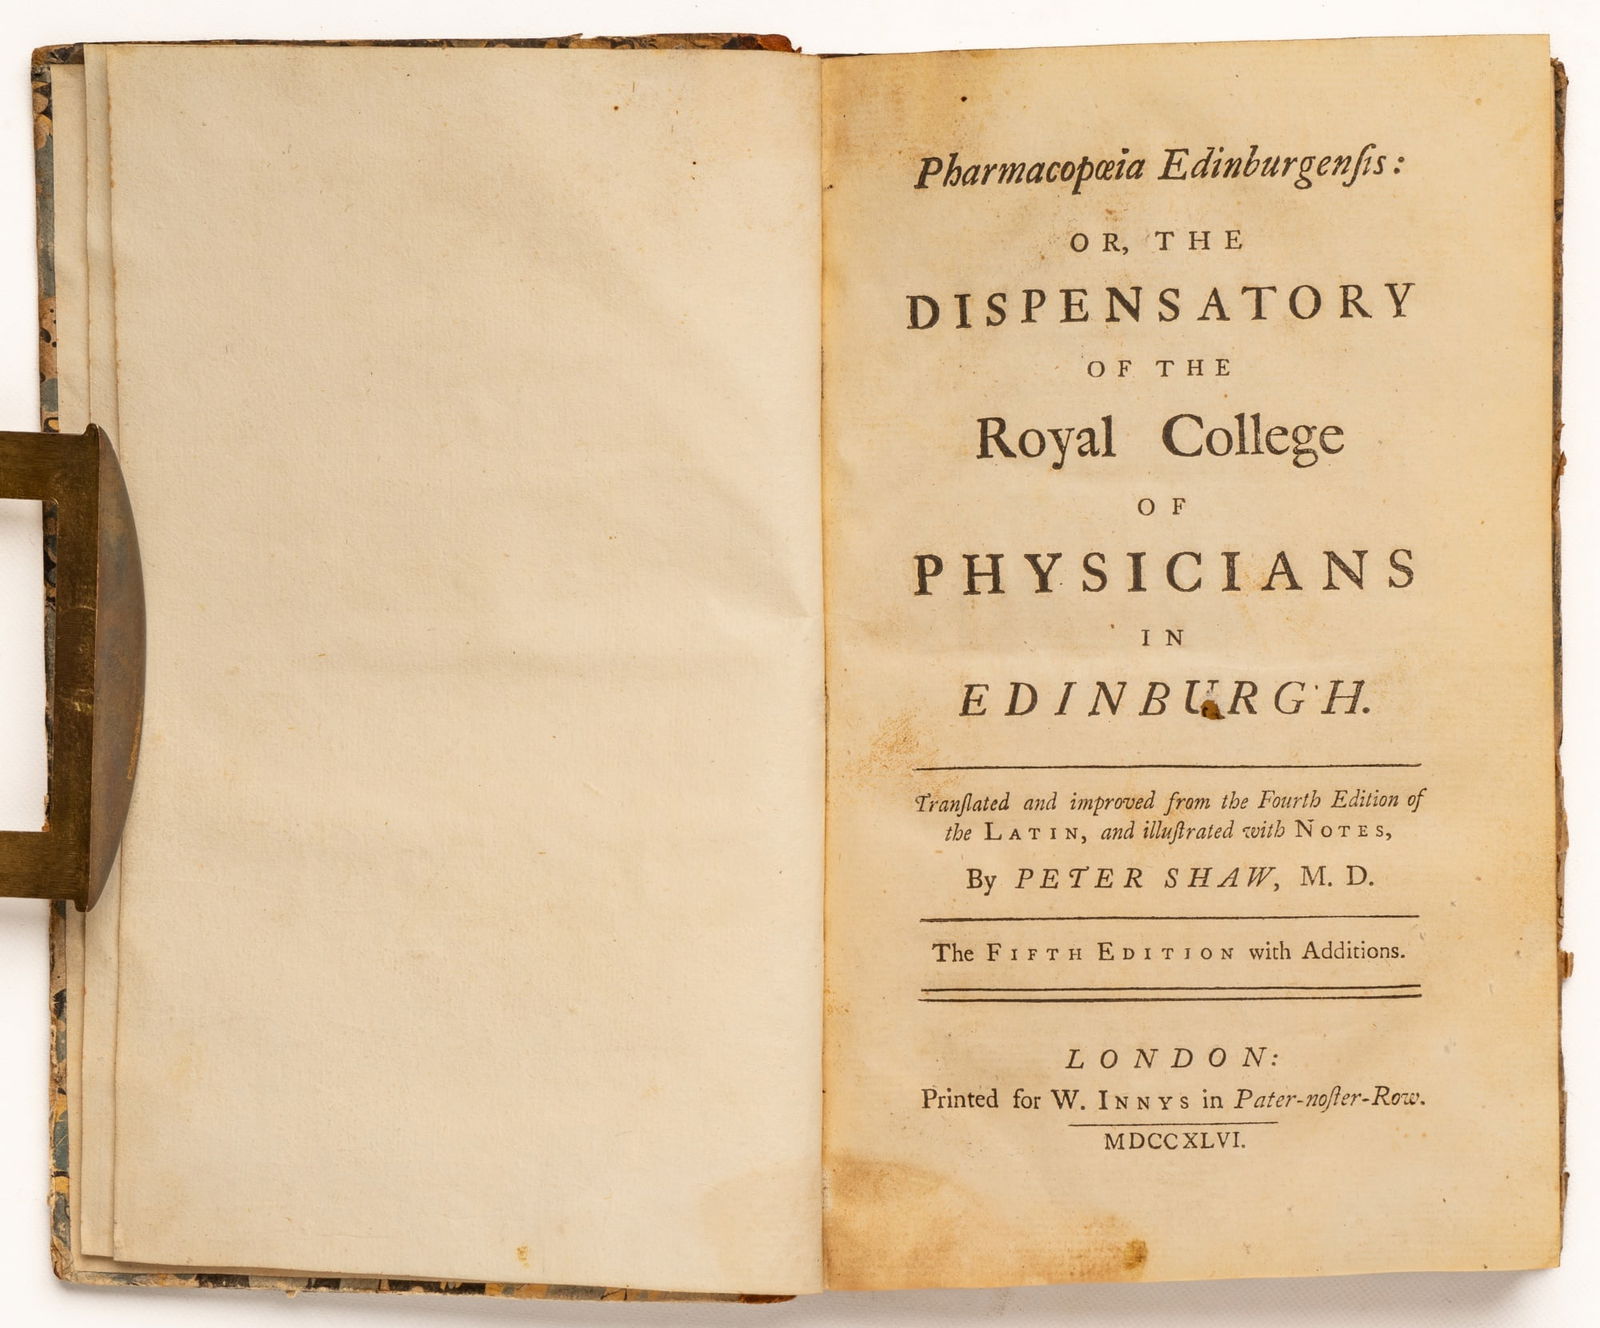 Pharmacopœia Edinburgenſis:
OR, THE
DISPENSATORY
OF THE
Royal College
OF
PHYSICIANS
IN
EDINBURGH.
Tranſlated and improved from the Fourth Edition of
the LATIN, and illuſtrated with NOTES,
By PETER SHAW, M. D.
The FIFTH EDITION with Additions.
LONDON:
Printed for W. INNYS in Pater-noſter-Row.
MDCCXLVI.